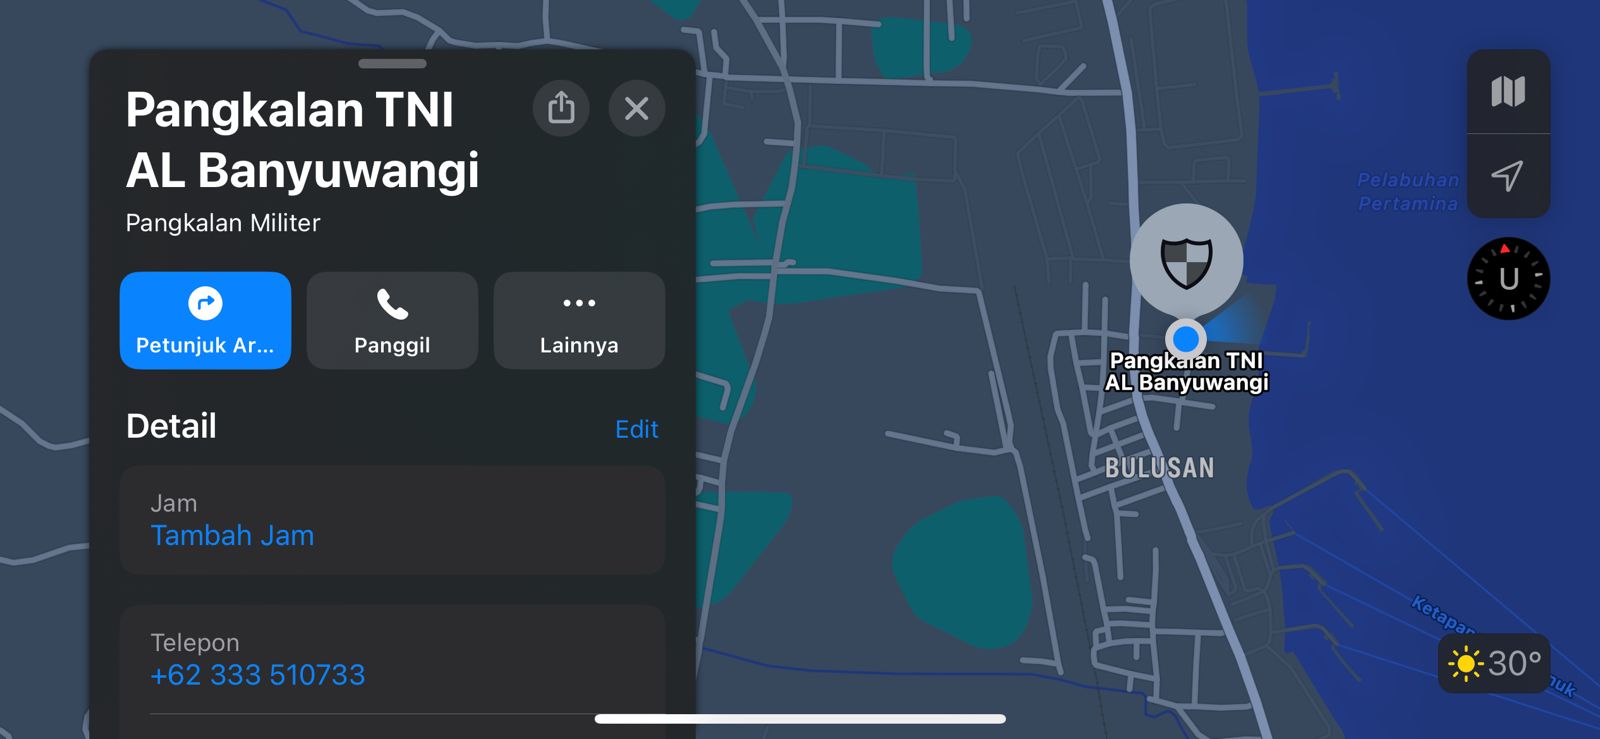 Pangkalan TNI
AL Banyuwangi
Pangkalan Militer
Petunjuk Ar...
Panggil
Lainnya
Detail
Edit
Jam
Tambah Jam
Telepon
+62 333 510733
Pelabuhan
Pertamina
U
Pangkalan TNI
AL Banyuwangi
BULUSAN
Ketapan
30°
nuk